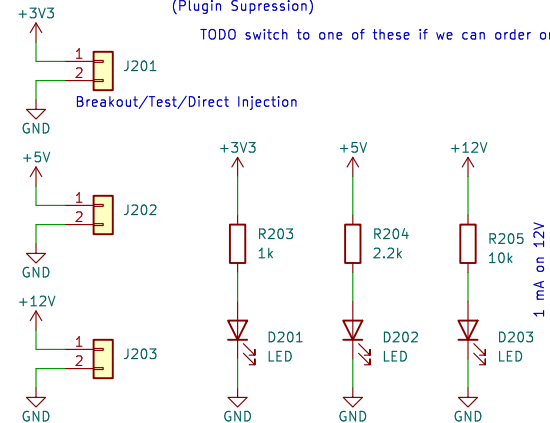 (Plugin Supression)
+3V3
TODO switch to one of these if we can order
1
2
J201
Breakout/Test/Direct Injection
GND
+5V
1
2
J202
GND
+12V
1
2
J203
GND
+3V3
R203
1k
D201
LED
GND
+5V
R204
2.2k
D202
LED
GND
+12V
R205
10k
1 mA on 12V
D203
LED
GND